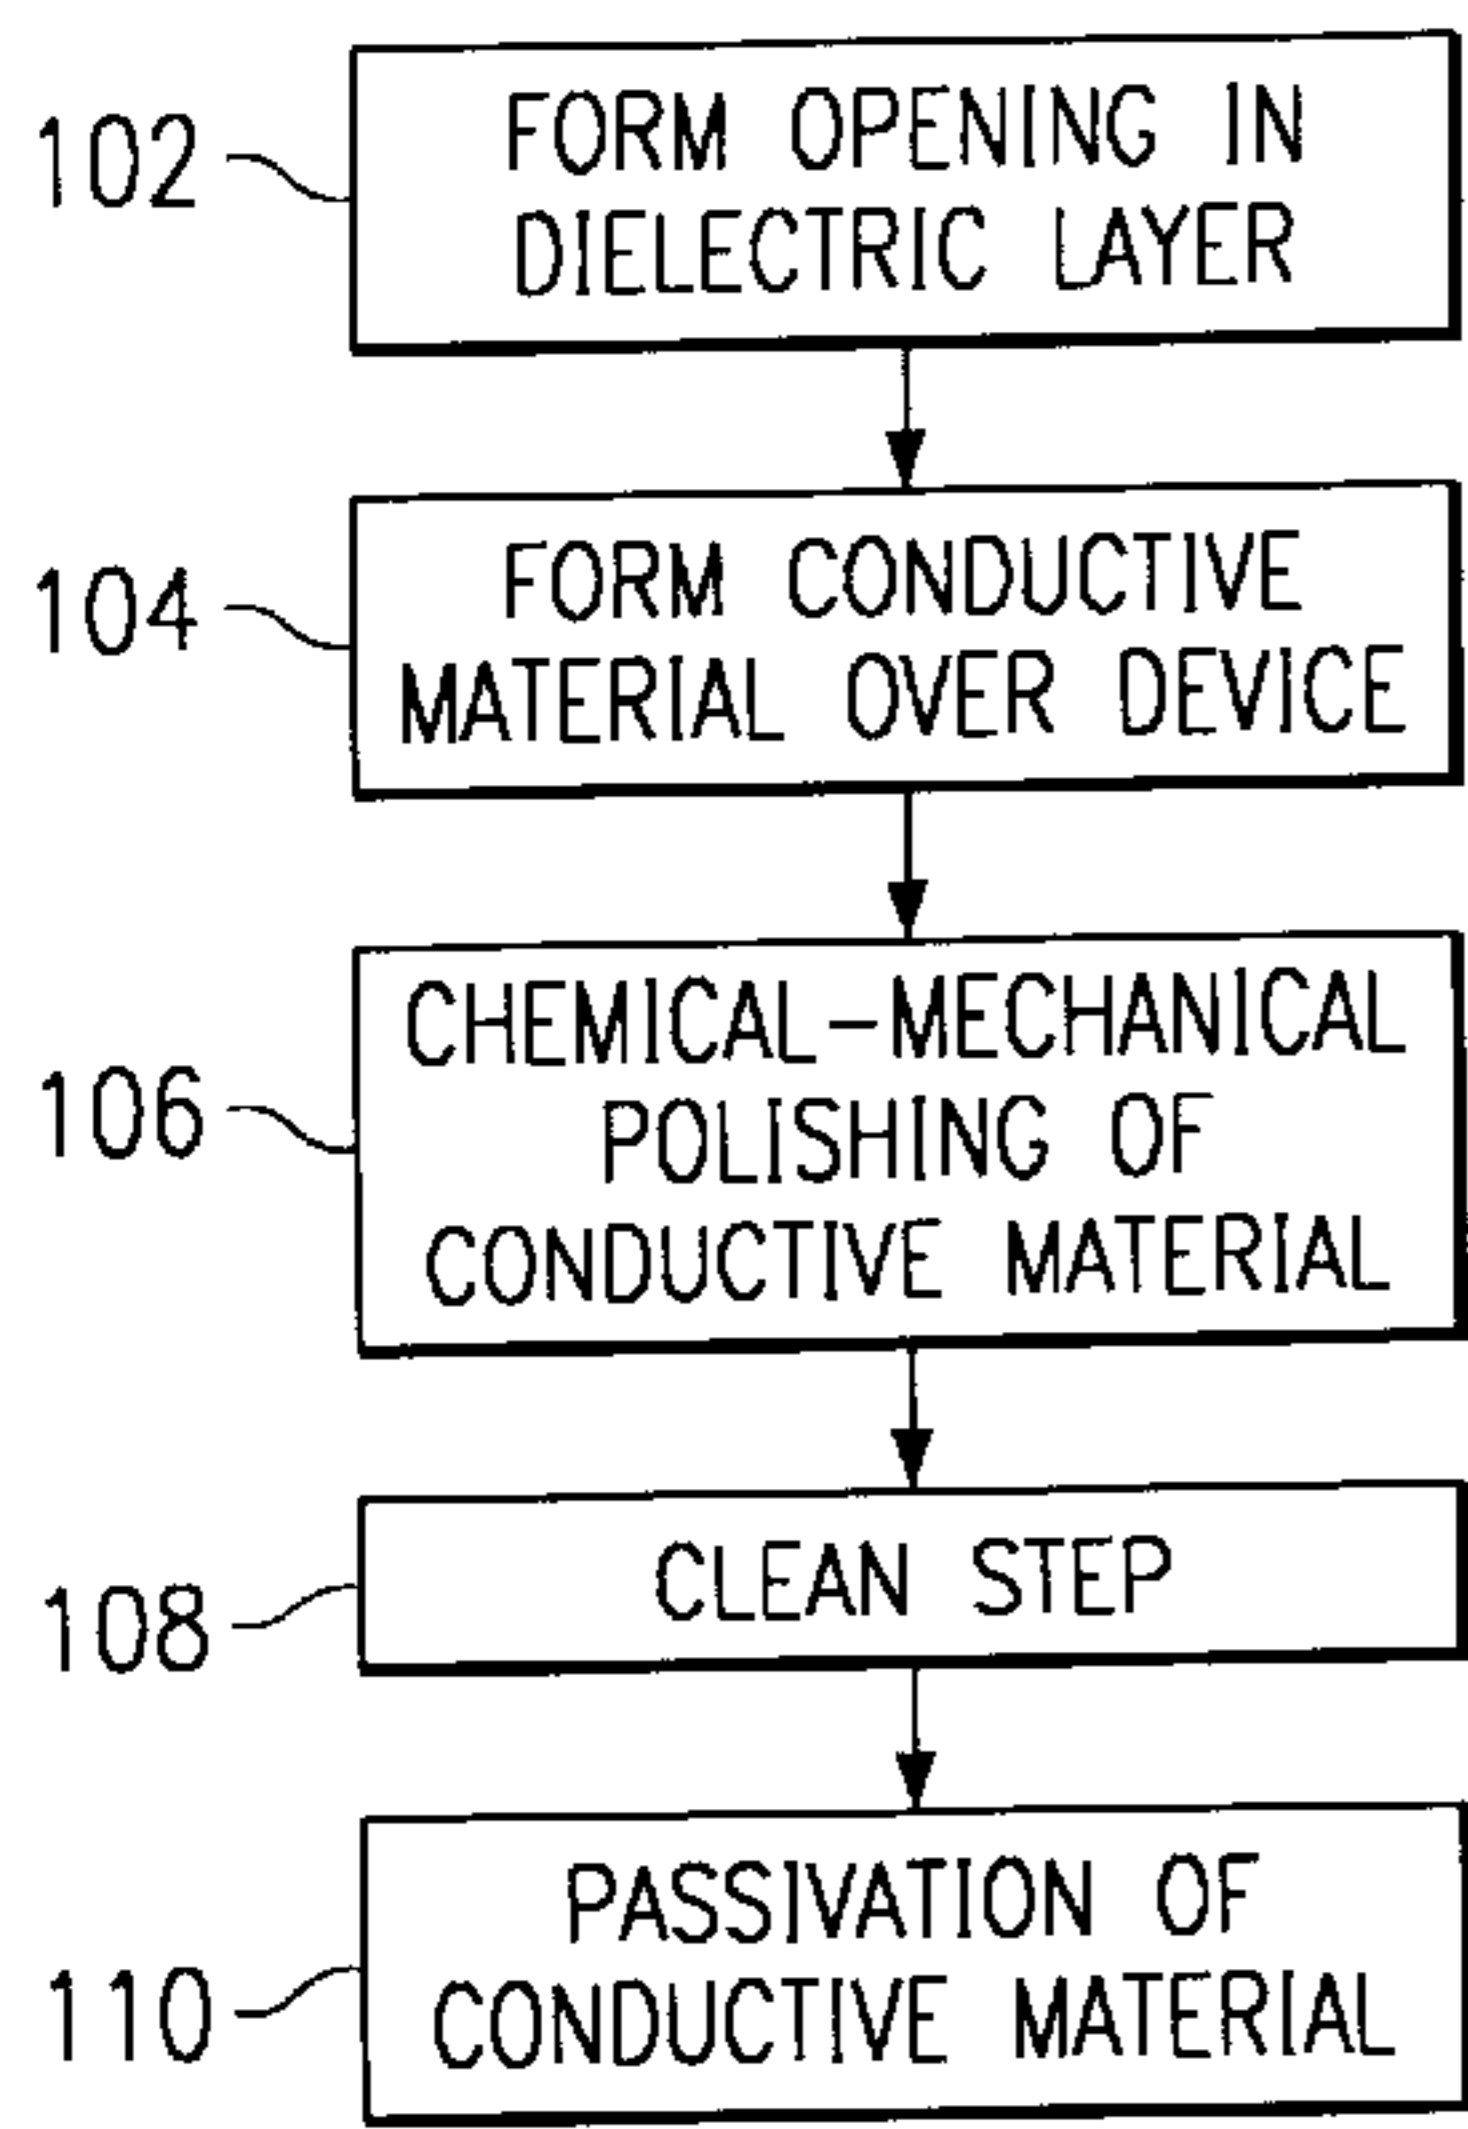 102
FORM OPENING IN
DIELECTRIC LAYER
104
FORM CONDUCTIVE
MATERIAL OVER DEVICE
106
CHEMICAL-MECHANICAL
POLISHING OF
CONDUCTIVE MATERIAL
108
CLEAN STEP
110
PASSIVATION OF
CONDUCTIVE MATERIAL